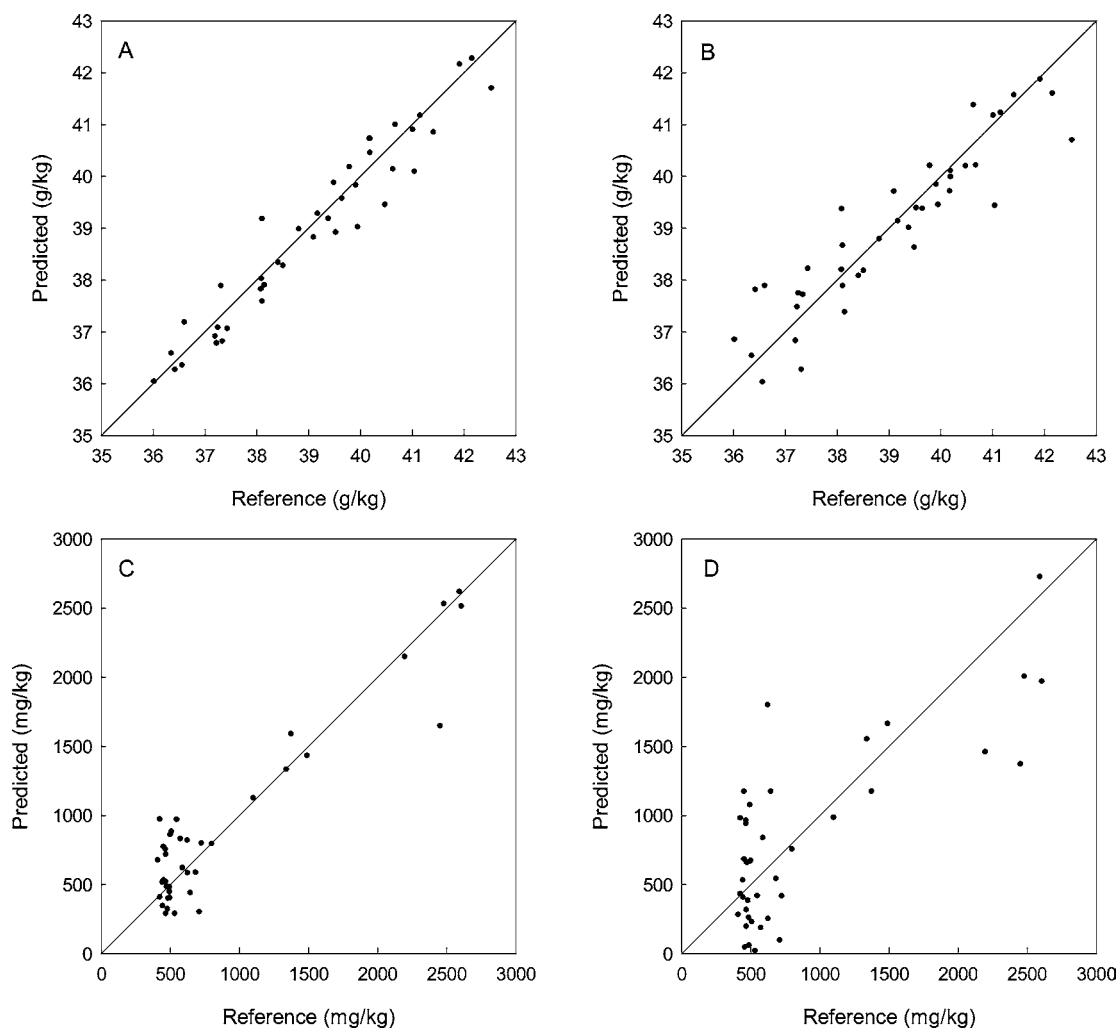 A
43
42
41
40
39
38
37
36
35
Predicted (g/kg)
35 36 37 38 39 40 41 42 43
Reference (g/kg)
B
43
42
41
40
39
38
37
36
35
Predicted (g/kg)
35 36 37 38 39 40 41 42 43
Reference (g/kg)
C
3000
2500
2000
1500
1000
500
0
Predicted (mg/kg)
0 500 1000 1500 2000 2500 3000
Reference (mg/kg)
D
3000
2500
2000
1500
1000
500
0
Predicted (mg/kg)
0 500 1000 1500 2000 2500 3000
Reference (mg/kg)